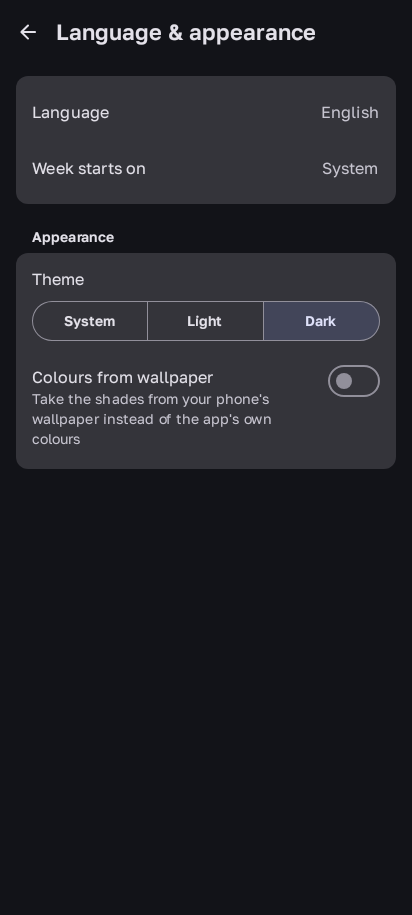 Language & appearance
Language English
Week starts on System
Appearance
Theme
System Light Dark
Colours from wallpaper
Take the shades from your phone's
wallpaper instead of the app's own
colours